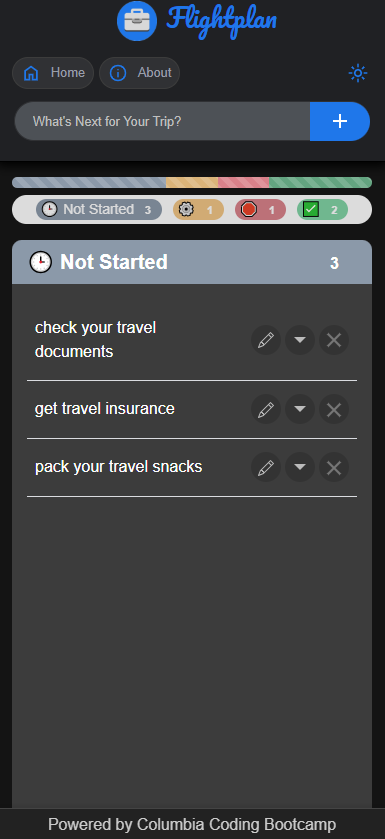 Flightplan
Home
About
What's Next for Your Trip?
Not Started 3
1
1
2
Not Started
3
check your travel
documents
get travel insurance
pack your travel snacks
Powered by Columbia Coding Bootcamp